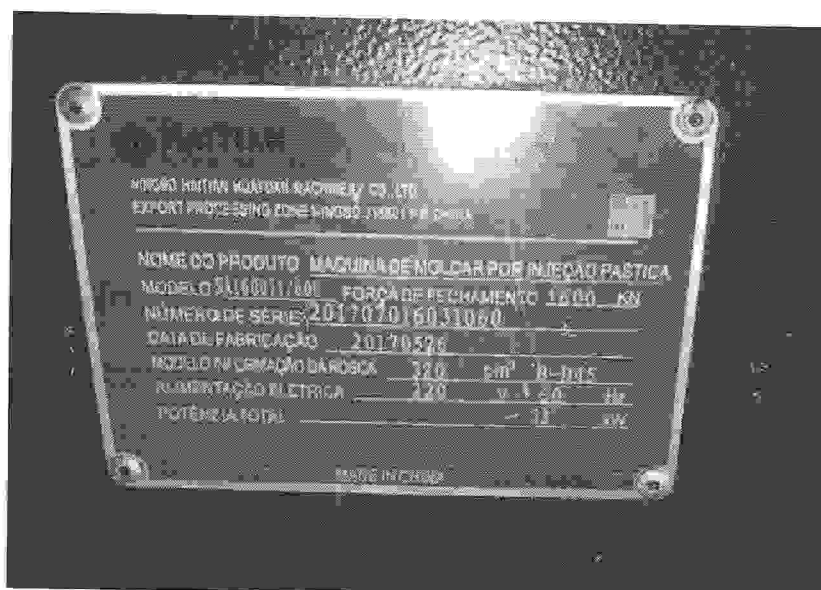 HAITIAN
NINGBO HAITIAN HUAYUAN MACHINERY CO., LTD
EXPORT PROCESSING ZONE NINGBO P.R CHINA
NOME DO PRODUTO MAQUINA DE MOLDAR POR INJEÇÃO PASTICA
MODELO FORÇA DE FECHAMENTO 1600 KN
NÚMERO DE SÉRIE 201707016031060
DATA DE FABRICAÇÃO 20170526
MODELO INFORMAÇÃO DA ROSCA 320 cm³
ALIMENTAÇÃO ELETRICA 220 V 60 Hz
POTÊNCIA TOTAL 13 kW
MADE IN CHINA